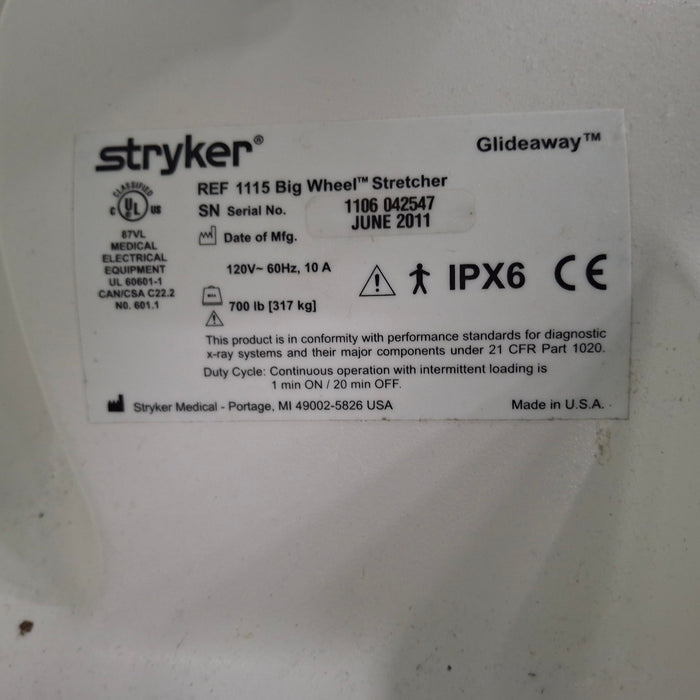 stryker®
Glideaway™
REF 1115 Big Wheel™ Stretcher
SN Serial No. 1106 042547
Date of Mfg. JUNE 2011
CLASSIFIED
C UL US
87VL
MEDICAL
ELECTRICAL
EQUIPMENT
UL 60601-1
CAN/CSA C22.2
N0. 601.1
120V~ 60Hz, 10 A
700 lb [317 kg]
IPX6 CE
This product is in conformity with performance standards for diagnostic
x-ray systems and their major components under 21 CFR Part 1020.
Duty Cycle: Continuous operation with intermittent loading is
1 min ON / 20 min OFF.
Stryker Medical - Portage, MI 49002-5826 USA
Made in U.S.A.